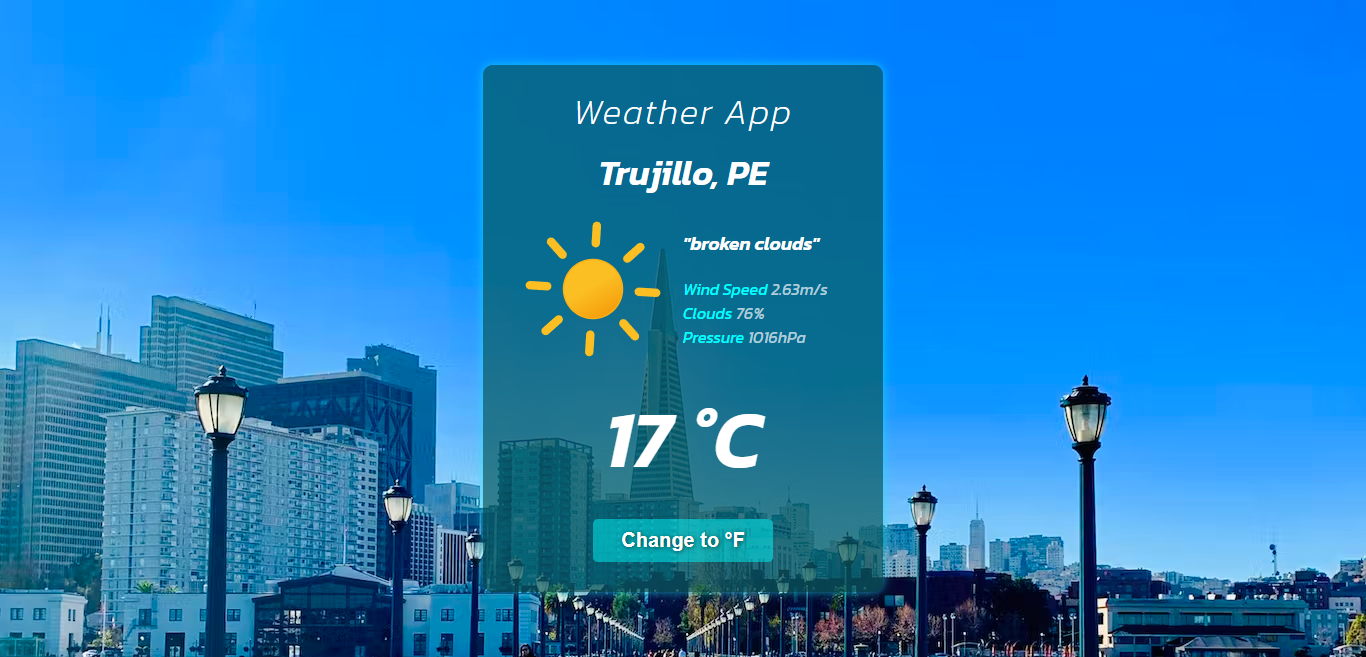 Weather App
Trujillo, PE
"broken clouds"
Wind Speed 2.63m/s
Clouds 76%
Pressure 1016hPa
17 °C
Change to °F